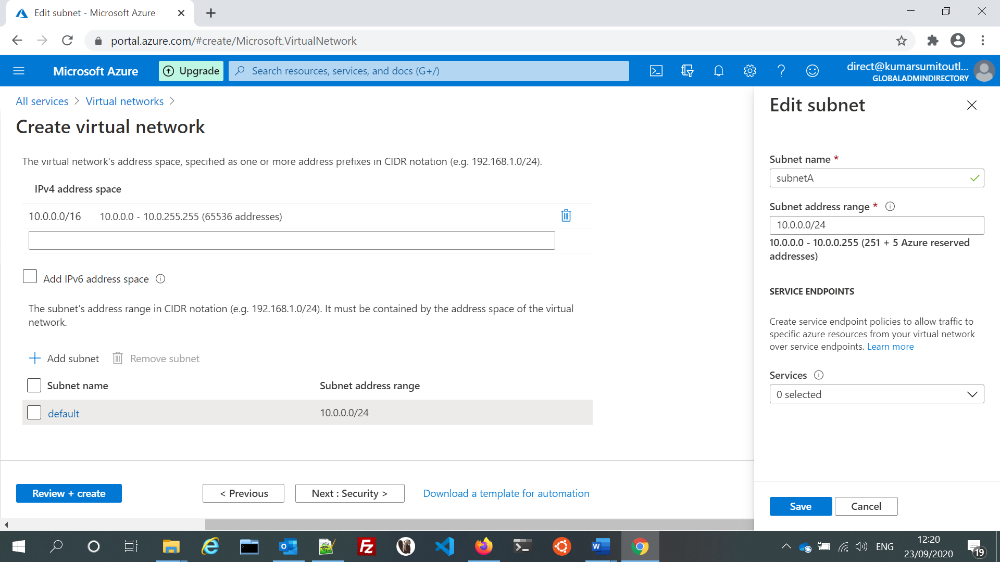 Edit subnet - Microsoft Azure
portal.azure.com/#create/Microsoft.VirtualNetwork
Microsoft Azure
Upgrade
Search resources, services, and docs (G+/)
direct@kumarsumitoutl...
GLOBALADMINDIRECTORY
All services > Virtual networks >
Create virtual network
The virtual network's address space, specified as one or more address prefixes in CIDR notation (e.g. 192.168.1.0/24).
IPv4 address space
10.0.0.0/16 10.0.0.0 - 10.0.255.255 (65536 addresses)
Add IPv6 address space
The subnet's address range in CIDR notation (e.g. 192.168.1.0/24). It must be contained by the address space of the virtual
network.
Add subnet Remove subnet
Subnet name Subnet address range
default 10.0.0.0/24
Review + create
< Previous
Next : Security >
Download a template for automation
Edit subnet
Subnet name *
subnetA
Subnet address range *
10.0.0.0/24
10.0.0.0 - 10.0.0.255 (251 + 5 Azure reserved
addresses)
SERVICE ENDPOINTS
Create service endpoint policies to allow traffic to
specific azure resources from your virtual network
over service endpoints. Learn more
Services
0 selected
Save
Cancel
ENG
12:20
23/09/2020
19